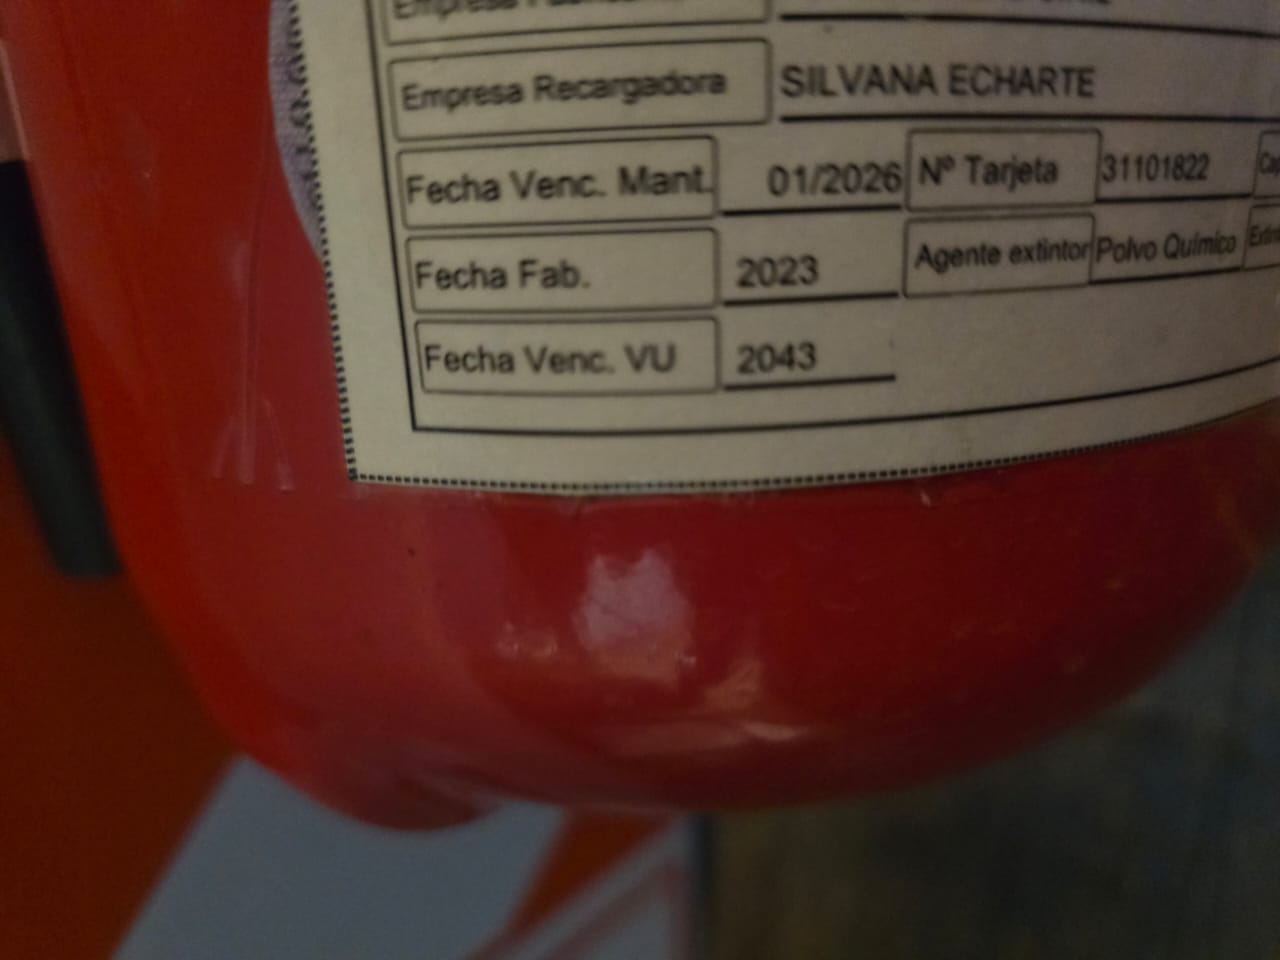 Empresa
Empresa Recargadora SILVANA ECHARTE
Fecha Venc. Mant. 01/2026 Nº Tarjeta 31101822
Fecha Fab. 2023 Agente extintor Polvo Químico
Fecha Venc. VU 2043